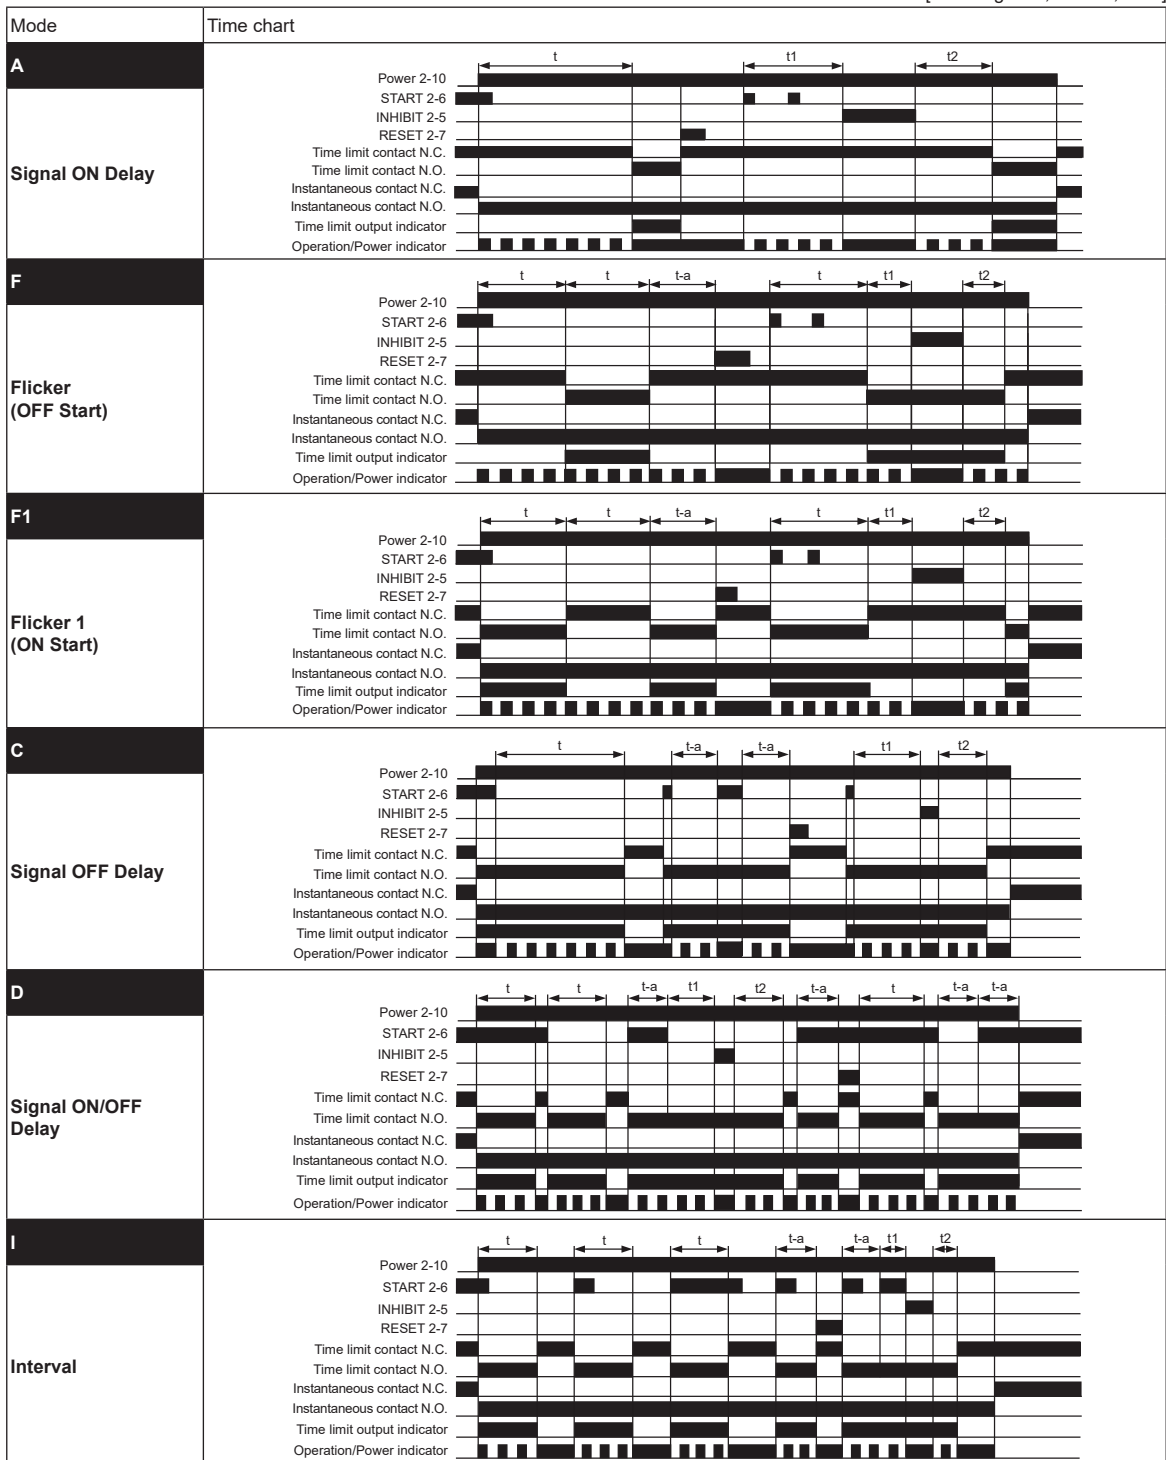 Mode Time chart
A
t t1 t2
Power 2-10
START 2-6
INHIBIT 2-5
RESET 2-7
Time limit contact N.C.
Signal ON Delay
Time limit contact N.O.
Instantaneous contact N.C.
Instantaneous contact N.O.
Time limit output indicator
Operation/Power indicator
F
t t t-a t t1 t2
Power 2-10
START 2-6
INHIBIT 2-5
RESET 2-7
Time limit contact N.C.
Flicker
(OFF Start)
Time limit contact N.O.
Instantaneous contact N.C.
Instantaneous contact N.O.
Time limit output indicator
Operation/Power indicator
F1
t t t-a t t1 t2
Power 2-10
START 2-6
INHIBIT 2-5
RESET 2-7
Time limit contact N.C.
Flicker 1
(ON Start)
Time limit contact N.O.
Instantaneous contact N.C.
Instantaneous contact N.O.
Time limit output indicator
Operation/Power indicator
C
t t-a t-a t1 t2
Power 2-10
START 2-6
INHIBIT 2-5
RESET 2-7
Time limit contact N.C.
Signal OFF Delay
Time limit contact N.O.
Instantaneous contact N.C.
Instantaneous contact N.O.
Time limit output indicator
Operation/Power indicator
D
t t t-a t1 t2 t-a t t-a t-a
Power 2-10
START 2-6
INHIBIT 2-5
RESET 2-7
Time limit contact N.C.
Signal ON/OFF
Delay
Time limit contact N.O.
Instantaneous contact N.C.
Instantaneous contact N.O.
Time limit output indicator
Operation/Power indicator
I
t t t t-a t-a t1 t2
Power 2-10
START 2-6
INHIBIT 2-5
RESET 2-7
Time limit contact N.C.
Interval
Time limit contact N.O.
Instantaneous contact N.C.
Instantaneous contact N.O.
Time limit output indicator
Operation/Power indicator